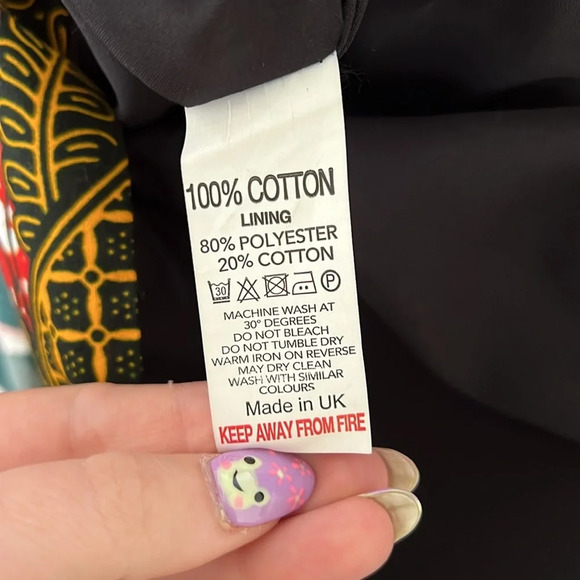 100% COTTON
LINING
80% POLYESTER
20% COTTON
30 P
MACHINE WASH AT
30° DEGREES
DO NOT BLEACH
DO NOT TUMBLE DRY
WARM IRON ON REVERSE
MAY DRY CLEAN
WASH WITH SIMILAR
COLOURS
Made in UK
KEEP AWAY FROM FIRE